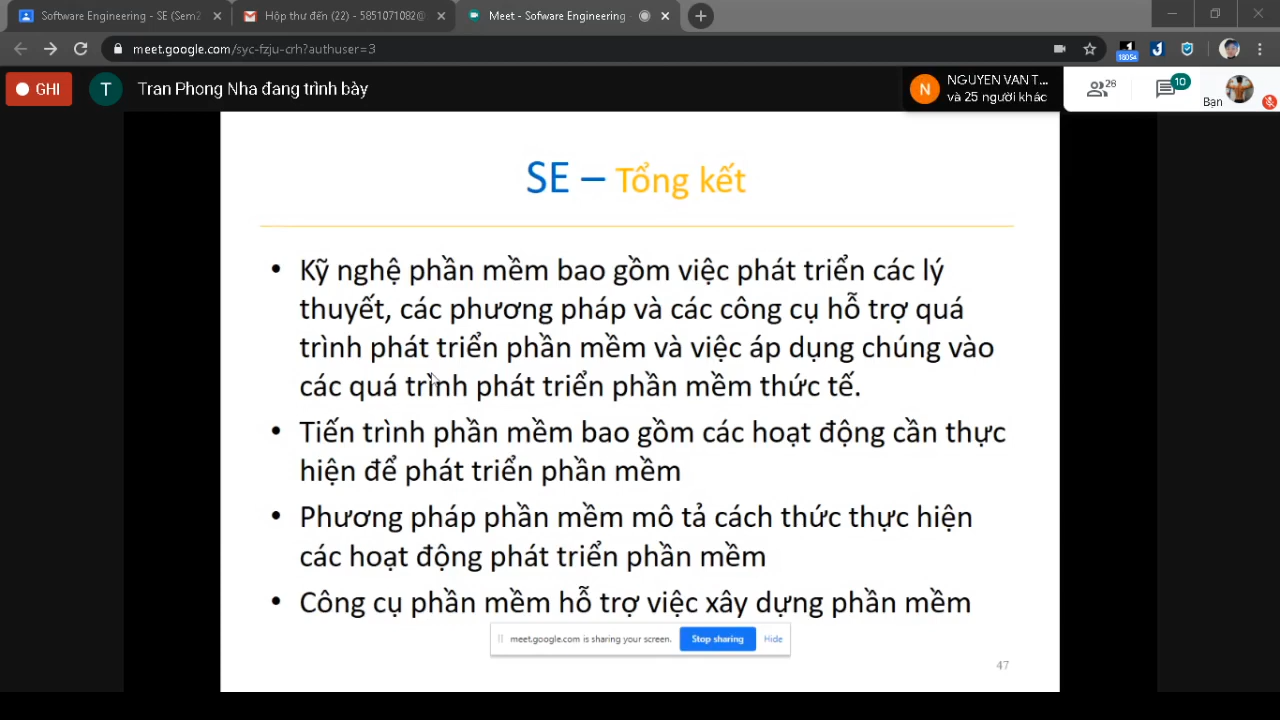 Software Engineering - SE (Sem2
Hộp thư đến (22) - 5851071082@
Meet - Sofware Engineering
meet.google.com/syc-fzju-crh?authuser=3
18054
GHI
T
Tran Phong Nha đang trình bày
N
NGUYEN VAN T...
và 25 người khác
26
10
Bạn
SE – Tổng kết
• Kỹ nghệ phần mềm bao gồm việc phát triển các lý
thuyết, các phương pháp và các công cụ hỗ trợ quá
trình phát triển phần mềm và việc áp dụng chúng vào
các quá trình phát triển phần mềm thức tế.
• Tiến trình phần mềm bao gồm các hoạt động cần thực
hiện để phát triển phần mềm
• Phương pháp phần mềm mô tả cách thức thực hiện
các hoạt động phát triển phần mềm
• Công cụ phần mềm hỗ trợ việc xây dựng phần mềm
meet.google.com is sharing your screen.
Stop sharing
Hide
47